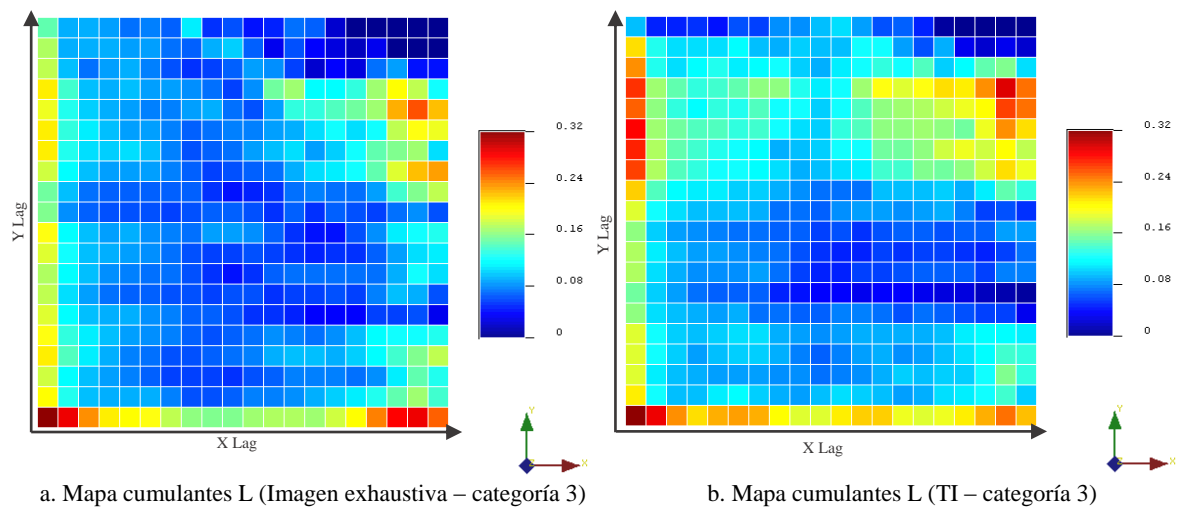 0.32
0.24
0.16
0.08
0
Y Lag
X Lag
Y
X
a. Mapa cumulantes L (Imagen exhaustiva – categoría 3)
0.32
0.24
0.16
0.08
0
Y Lag
X Lag
Y
X
b. Mapa cumulantes L (TI – categoría 3)